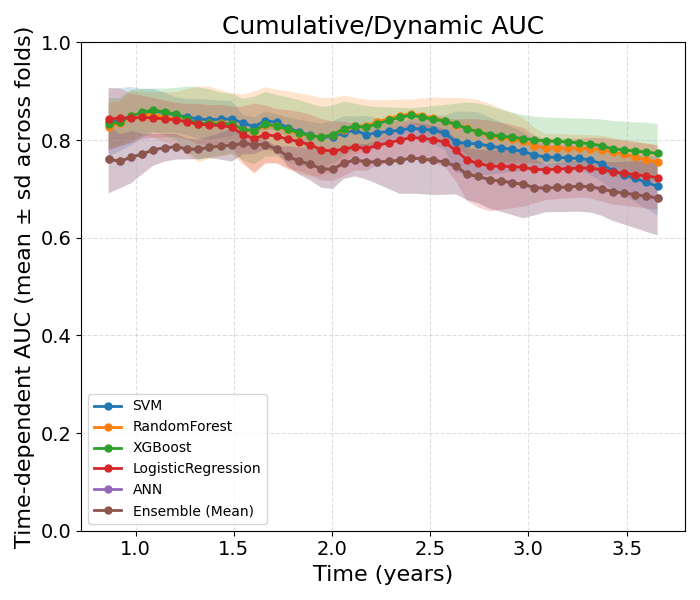 Cumulative/Dynamic AUC
Time-dependent AUC (mean ± sd across folds)
1.0
0.8
0.6
0.4
0.2
0.0
SVM
RandomForest
XGBoost
LogisticRegression
ANN
Ensemble (Mean)
1.0 1.5 2.0 2.5 3.0 3.5
Time (years)